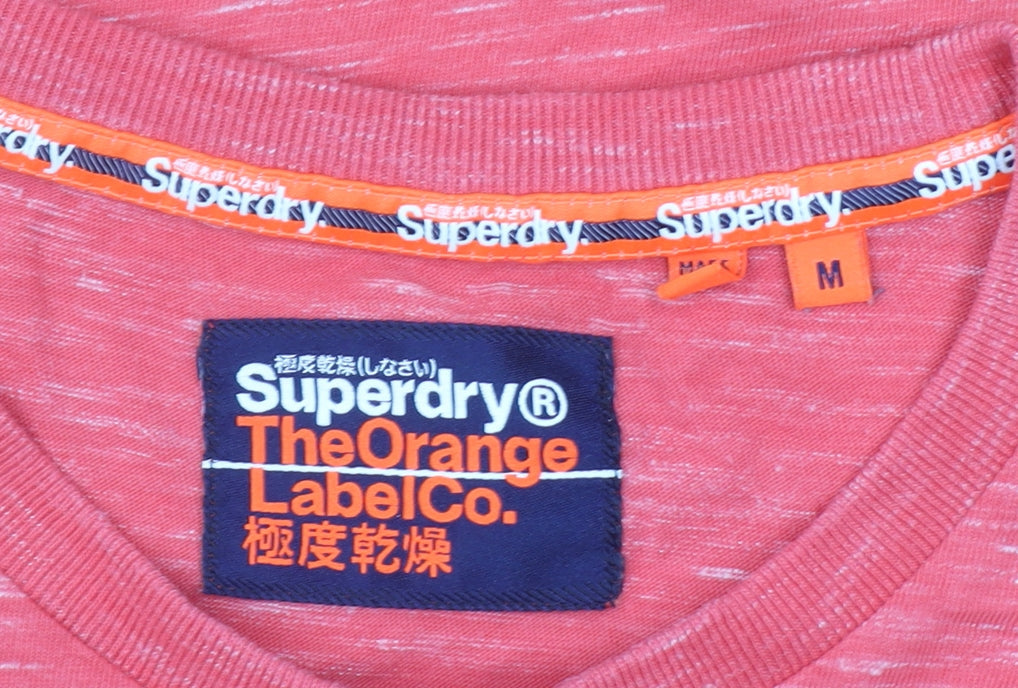 rdry.
極度乾燥(しなさい)
Superdry.
極度乾燥(しなさい)
Superdry.
極度乾燥(しなさい)
Superdry.
Supe
M
極度乾燥(しなさい)
Superdry®
TheOrange
LabelCo.
極度乾燥